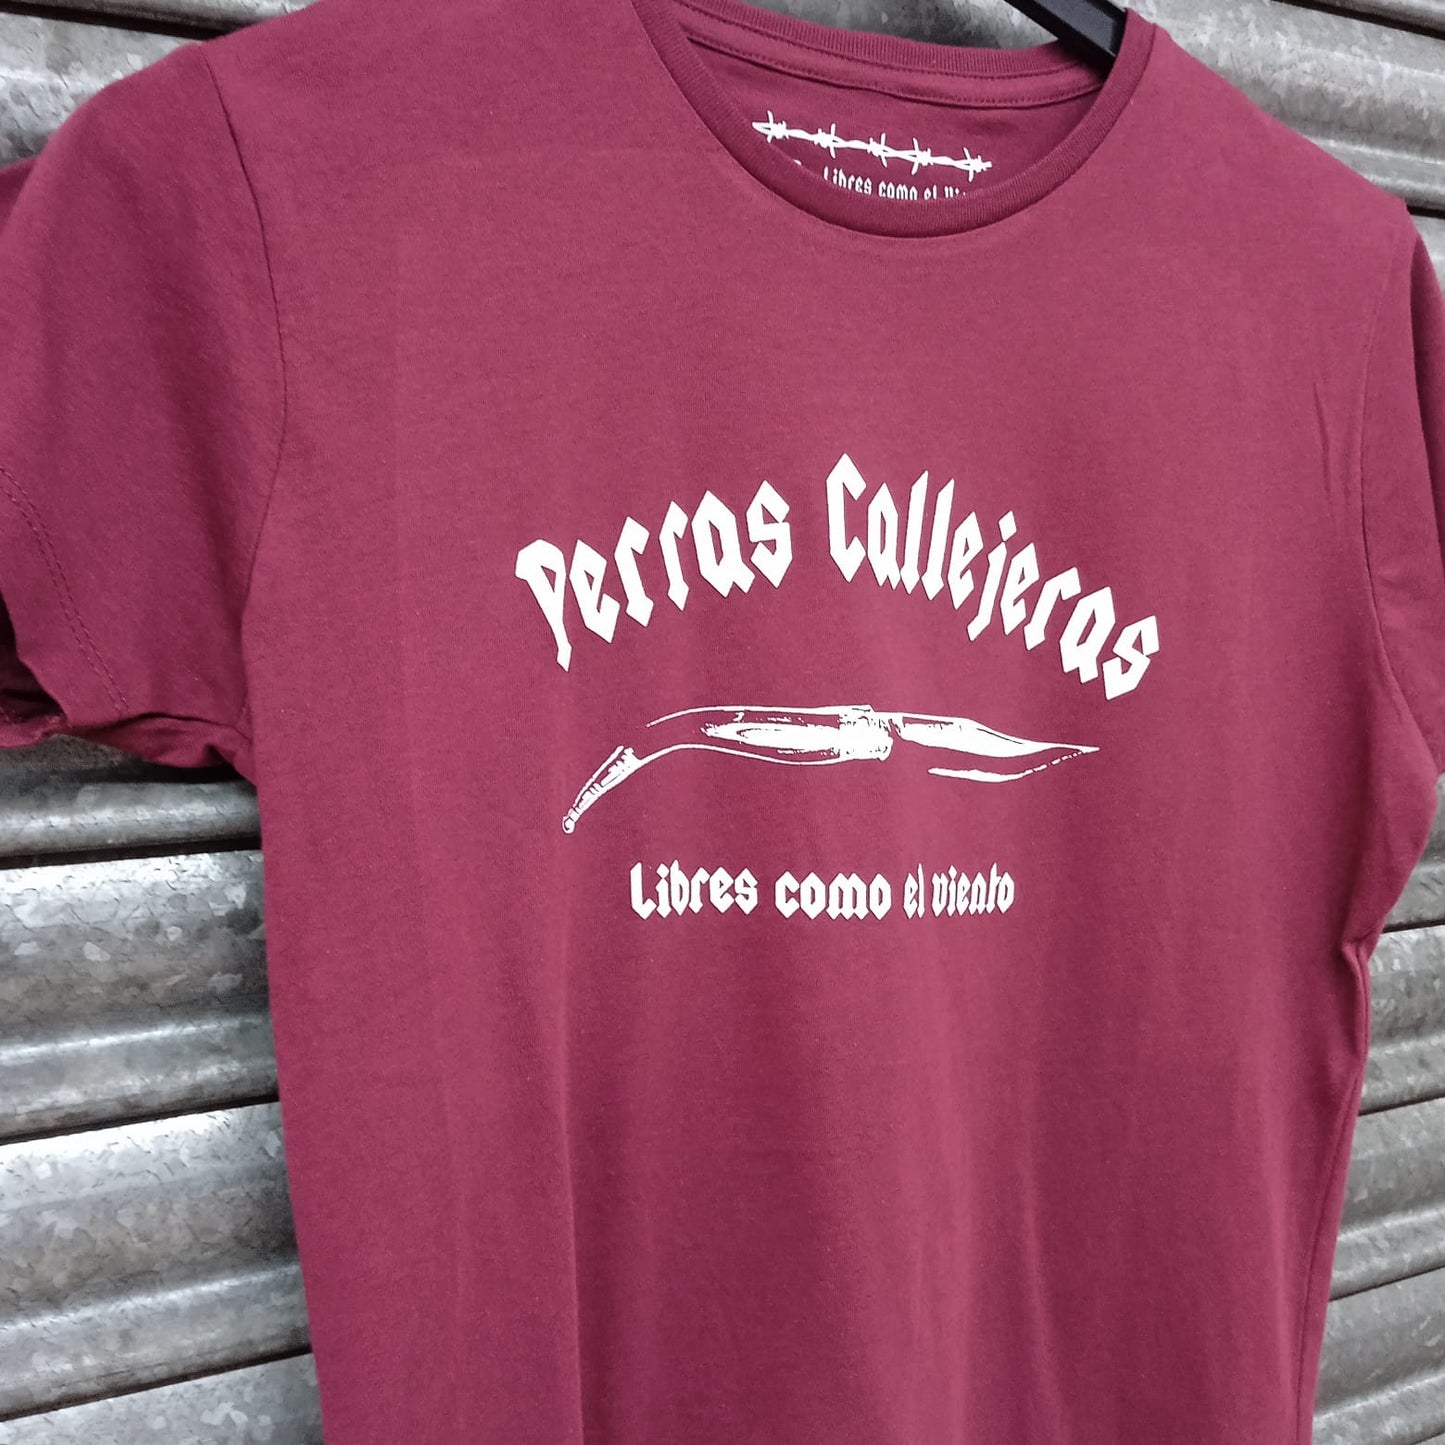 Libres como el
Perras Callejeras
Libres como el viento